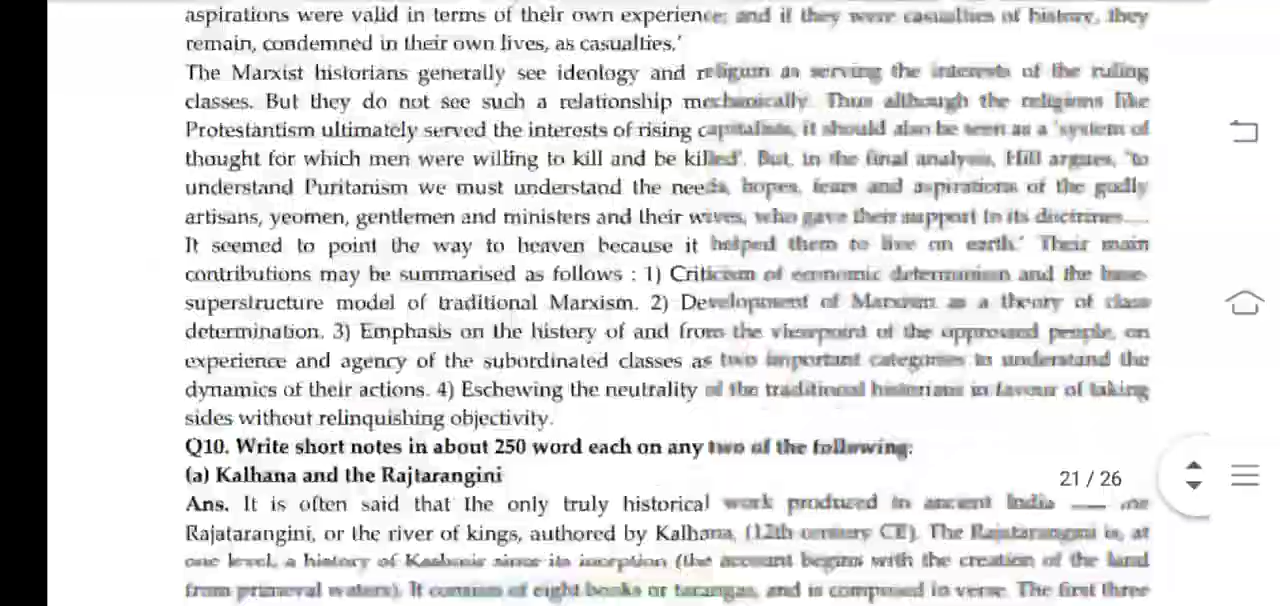 aspirations were valid in terms of their own experience; and if they were casualties of history, they
remain, condemned in their own lives, as casualties.'
The Marxist historians generally see ideology and religion as serving the interests of the ruling
classes. But they do not see such a relationship mechanically. Thus although the religions like
Protestantism ultimately served the interests of rising capitalists, it should also be seen as a 'system of
thought for which men were willing to kill and be killed'. But, in the final analysis, Hill argues, 'to
understand Puritanism we must understand the needs, hopes, fears and aspirations of the godly
artisans, yeomen, gentlemen and ministers and their wives, who gave their support to its doctrines....
It seemed to point the way to heaven because it helped them to live on earth.' Their main
contributions may be summarised as follows : 1) Criticism of economic determinism and the base-
superstructure model of traditional Marxism. 2) Development of Marxism as a theory of class
determination. 3) Emphasis on the history of and from the viewpoint of the oppressed people, on
experience and agency of the subordinated classes as two important categories to understand the
dynamics of their actions. 4) Eschewing the neutrality of the traditional historians in favour of taking
sides without relinquishing objectivity.
Q10. Write short notes in about 250 word each on any two of the following:
(a) Kalhana and the Rajtarangini
21 / 26
Ans. It is often said that the only truly historical work produced in ancient India
Rajatarangini, or the river of kings, authored by Kalhana, (12th century CE). The Rajatarangini is, at
one level, a history of Kashmir since its inception (the account begins with the creation of the land
from primeval waters). It consists of eight books or tarangas, and is composed in verse. The first three